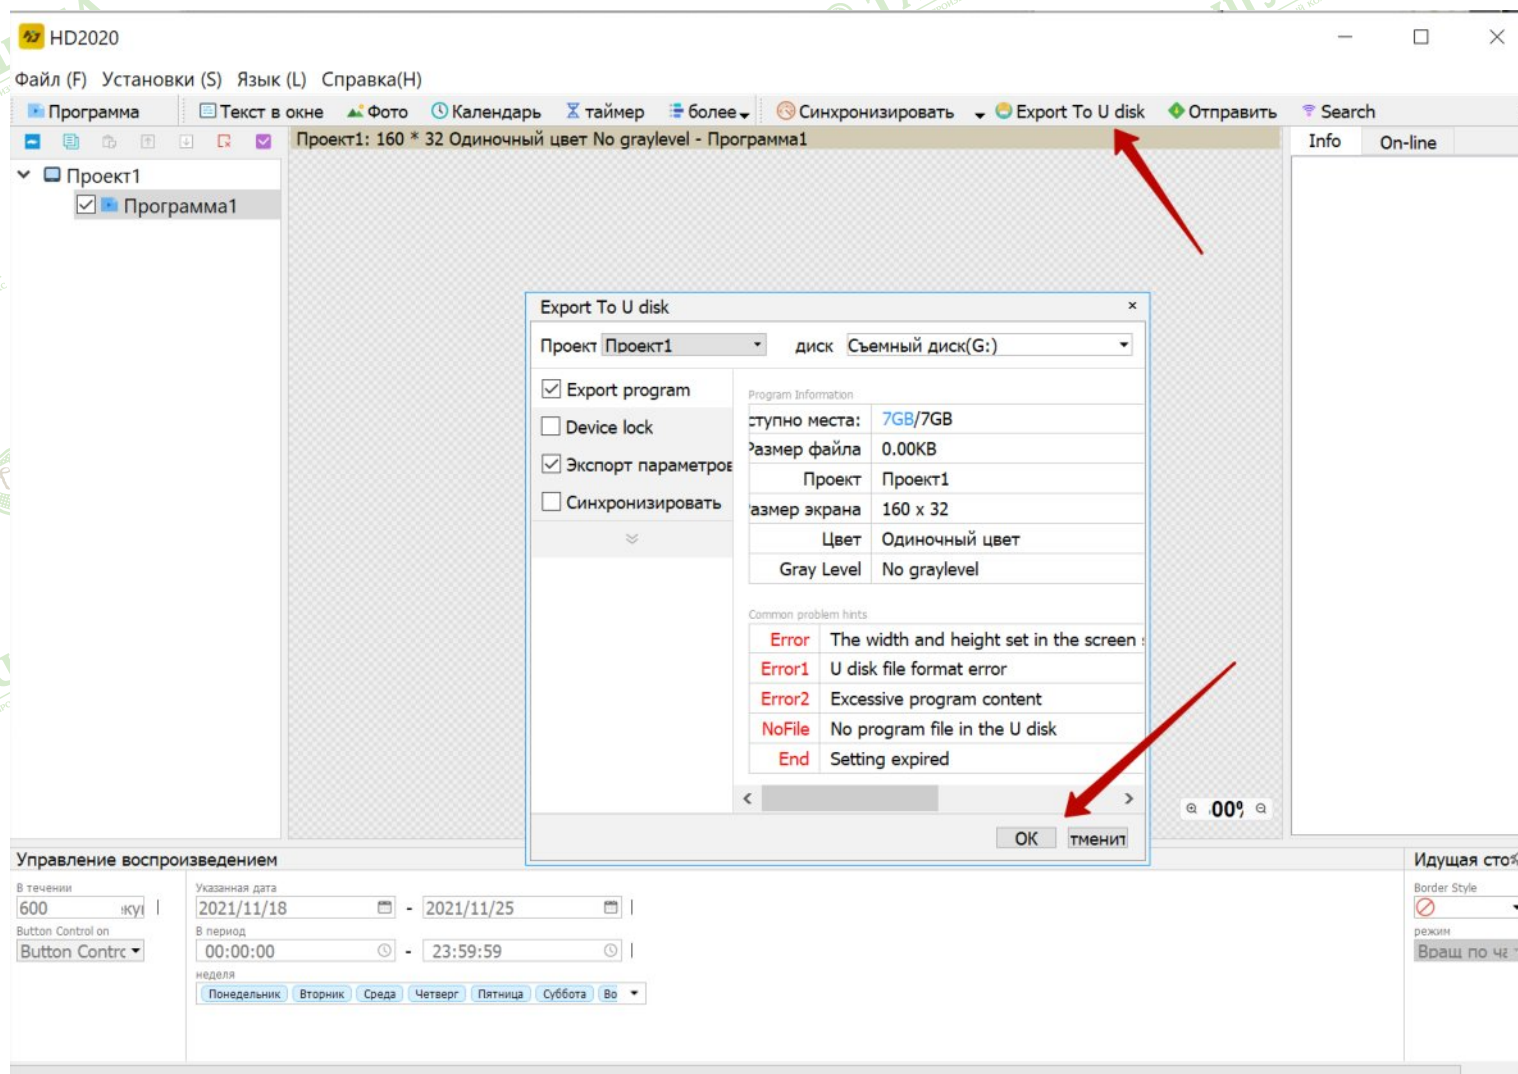 HD2020
Файл (F) Установки (S) Язык (L) Справка(H)
Программа Текст в окне Фото Календарь таймер более Синхронизировать Export To U disk Отправить Search
Проект1: 160 * 32 Одиночный цвет No graylevel - Программа1
Info On-line
Проект1
Программа1
Export To U disk
Проект Проект1 диск Съемный диск(G:)
Export program
Device lock
Экспорт параметров
Синхронизировать
Program Information
ступно места: 7GB/7GB
Размер файла 0.00KB
Проект Проект1
азмер экрана 160 x 32
Цвет Одиночный цвет
Gray Level No graylevel
Common problem hints
Error The width and height set in the screen
Error1 U disk file format error
Error2 Excessive program content
NoFile No program file in the U disk
End Setting expired
OK тменит
00%
Управление воспроизведением
Идущая сто
В течении
600 екун
Button Control on
Button Contrc
Указанная дата
2021/11/18 - 2021/11/25
В период
00:00:00 - 23:59:59
неделя
Понедельник Вторник Среда Четверг Пятница Суббота Во
Border Style
режим
Вращ по ча